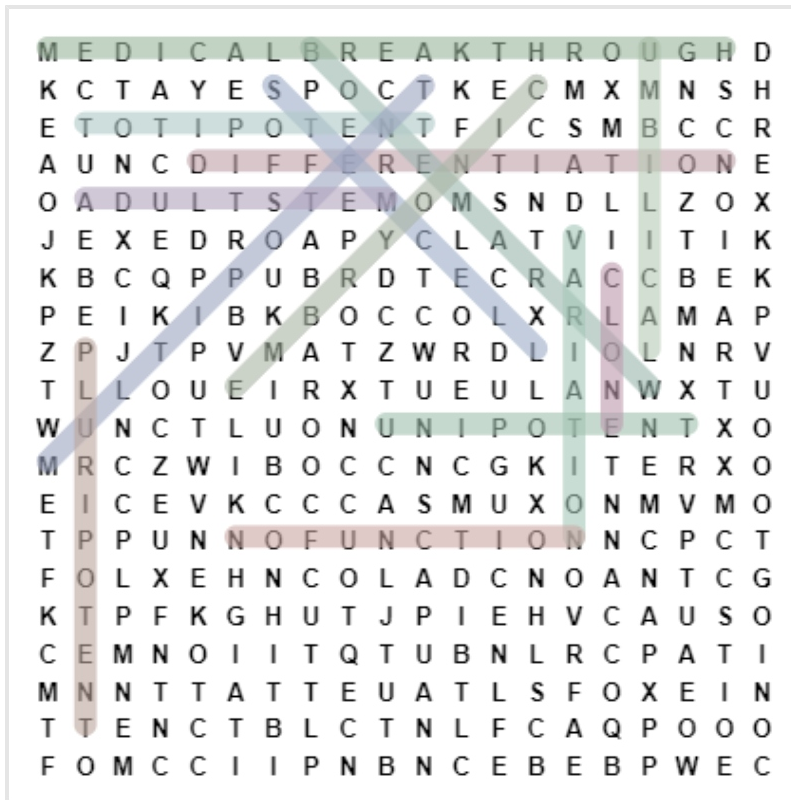 M E D I C A L B R E A K T H R O U G H D
K C T A Y E S P O C T K E C M X M N S H
E T O T I P O T E N T F I C S M B C C R
A U N C D I F F E R E N T I A T I O N E
O A D U L T S T E M O M S N D L L Z O X
J E X E D R O A P Y C L A T V I I T I K
K B C Q P P U B R D T E C R A C C B E K
P E I K I B K B O C C O L X R L A M A P
Z P J T P V M A T Z W R D L I O L N R V
T L L O U E I R X T U E U L A N W X T U
W U N C T L U O N U N I P O T E N T X O
M R C Z W I B O C C N C G K I T E R X O
E I C E V K C C C A S M U X O N M V M O
T P P U N N O F U N C T I O N N C P C T
F O L X E H N C O L A D C N O A N T C G
K T P F K G H U T J P I E H V C A U S O
C E M N O I I T Q T U B N L R C P A T I
M N N T T A T T E U A T L S F O X E I N
T T E N C T B L C T N L F C A Q P O O O
F O M C C I I P N B N C E B E B P W E C